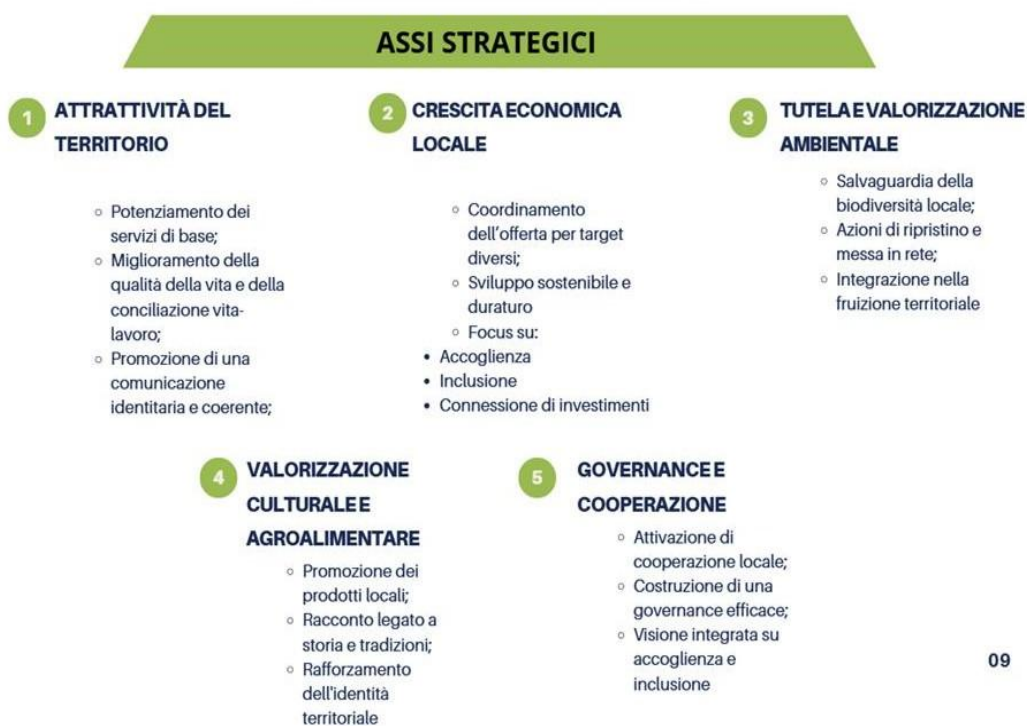 ASSI STRATEGICI
1
ATTRATTIVITÀ DEL
TERRITORIO
Potenziamento dei
servizi di base;
Miglioramento della
qualità della vita e della
conciliazione vita-
lavoro;
Promozione di una
comunicazione
identitaria e coerente;
2
CRESCITA ECONOMICA
LOCALE
Coordinamento
dell'offerta per target
diversi;
Sviluppo sostenibile e
duraturo
Focus su:
Accoglienza
Inclusione
Connessione di investimenti
3
TUTELA E VALORIZZAZIONE
AMBIENTALE
Salvaguardia della
biodiversità locale;
Azioni di ripristino e
messa in rete;
Integrazione nella
fruizione territoriale
4
VALORIZZAZIONE
CULTURALE E
AGROALIMENTARE
Promozione dei
prodotti locali;
Racconto legato a
storia e tradizioni;
Rafforzamento
dell'identità
territoriale
5
GOVERNANCE E
COOPERAZIONE
Attivazione di
cooperazione locale;
Costruzione di una
governance efficace;
Visione integrata su
accoglienza e
inclusione
09